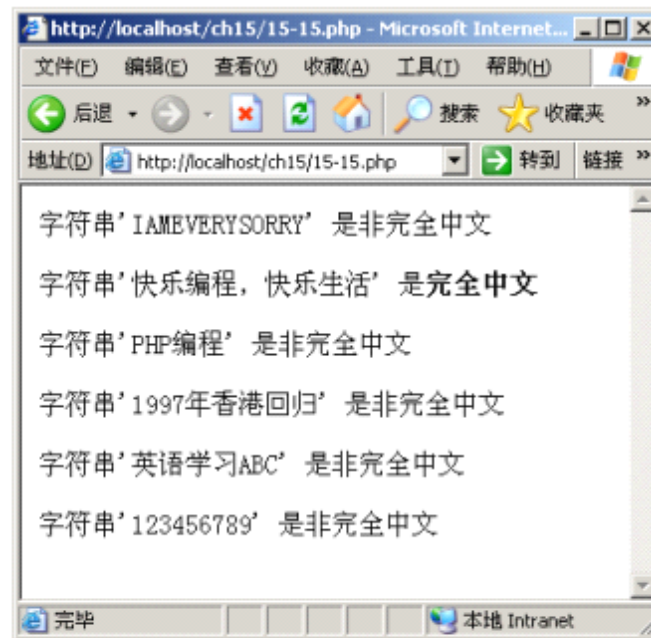 http://localhost/ch15/15-15.php - Microsoft Internet...
文件(F) 编辑(E) 查看(V) 收藏(A) 工具(T) 帮助(H)
后退 搜索 收藏夹 »
地址(D) http://localhost/ch15/15-15.php 转到 链接 »
字符串'IAMEVERYSORRY' 是非完全中文
字符串'快乐编程，快乐生活' 是完全中文
字符串'PHP编程' 是非完全中文
字符串'1997年香港回归' 是非完全中文
字符串'英语学习ABC' 是非完全中文
字符串'123456789' 是非完全中文
完毕 本地 Intranet